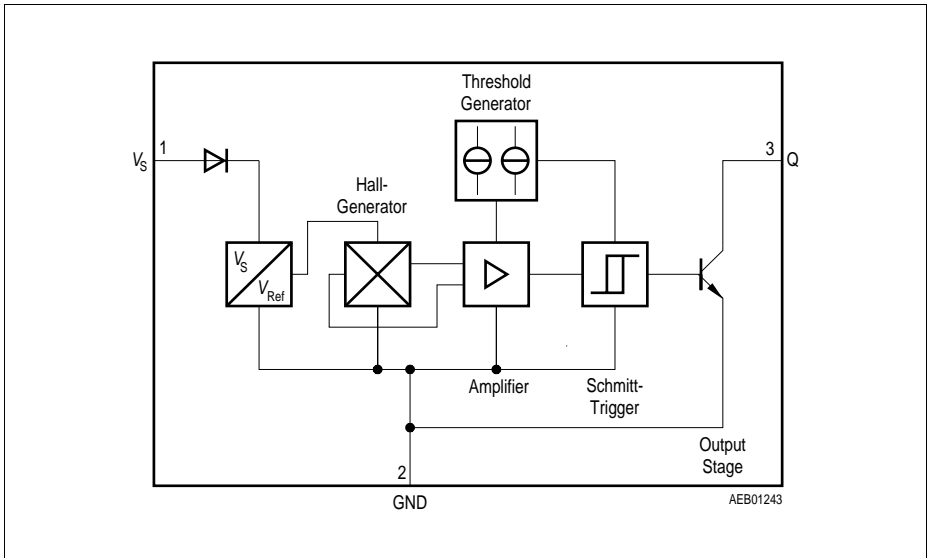 Threshold
Generator
1
V_S
3
Q
Hall-
Generator
V_S
V_Ref
Amplifier
Schmitt-
Trigger
Output
Stage
2
GND
AEB01243